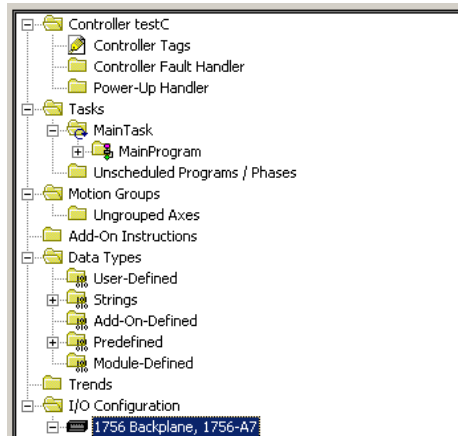 Controller testC
Controller Tags
Controller Fault Handler
Power-Up Handler
Tasks
MainTask
MainProgram
Unscheduled Programs / Phases
Motion Groups
Ungrouped Axes
Add-On Instructions
Data Types
User-Defined
Strings
Add-On-Defined
Predefined
Module-Defined
Trends
I/O Configuration
1756 Backplane, 1756-A7